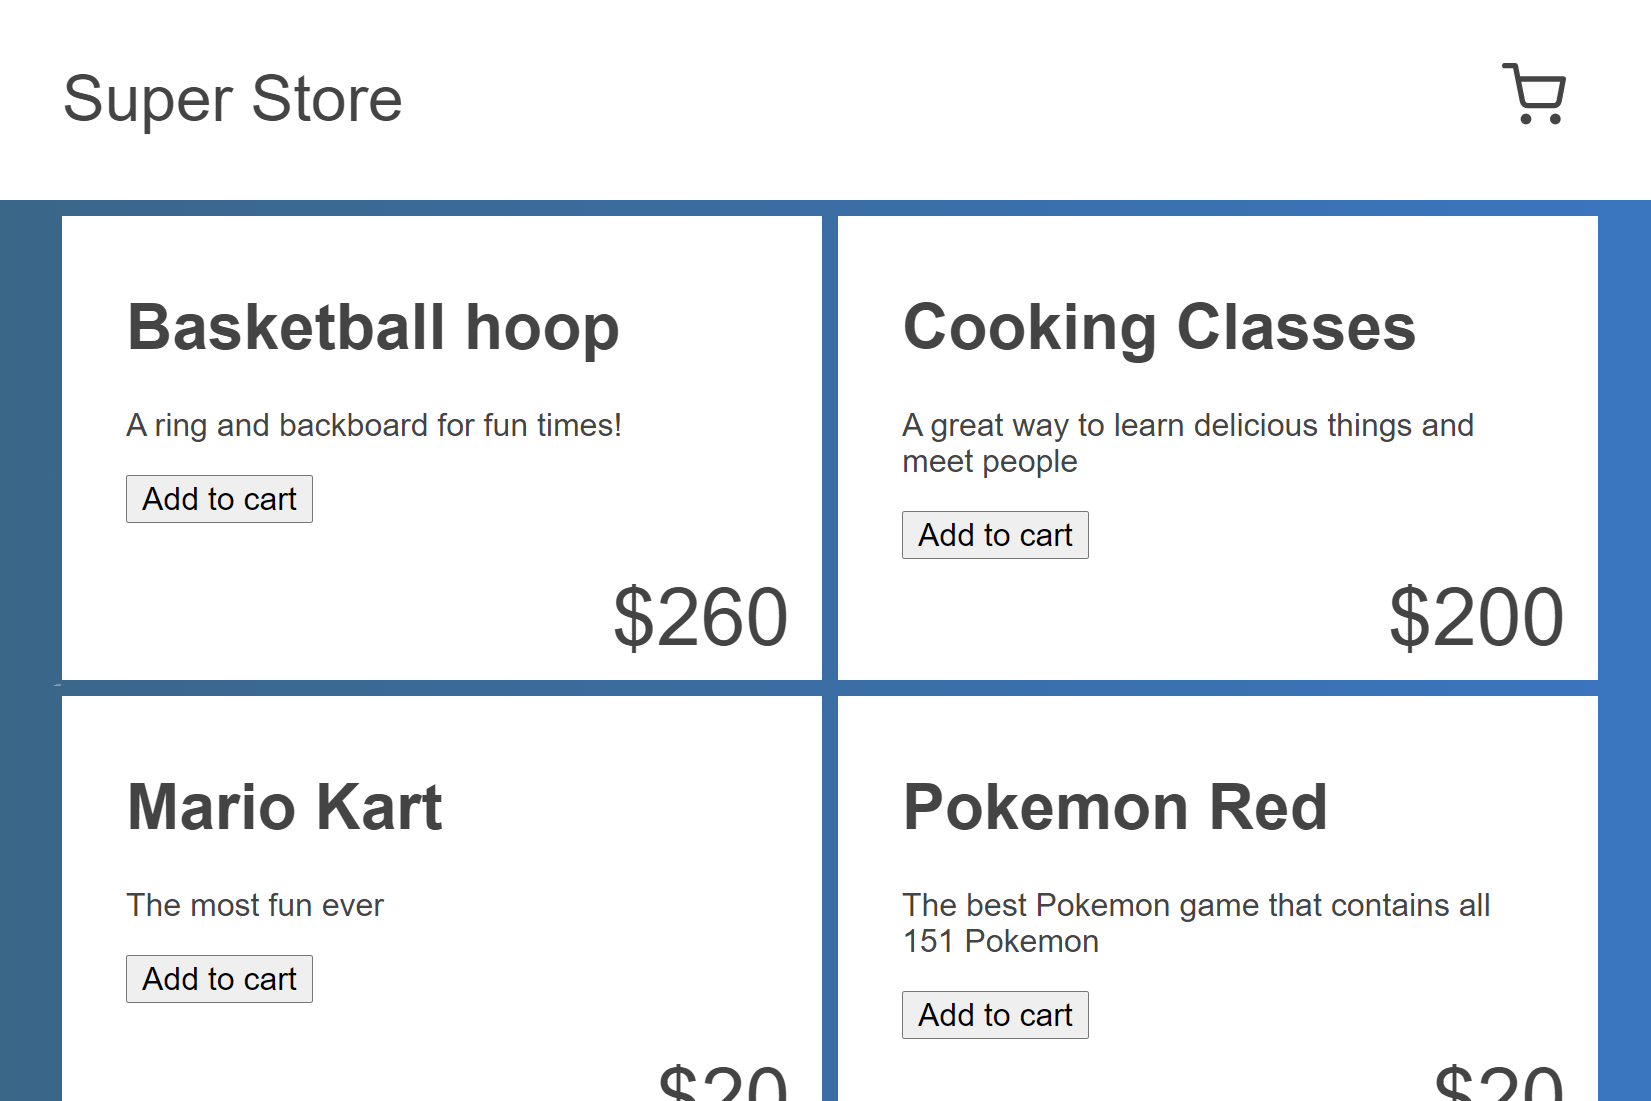 Super Store
Basketball hoop
A ring and backboard for fun times!
Add to cart
$260
Cooking Classes
A great way to learn delicious things and
meet people
Add to cart
$200
Mario Kart
The most fun ever
Add to cart
$20
Pokemon Red
The best Pokemon game that contains all
151 Pokemon
Add to cart
$20